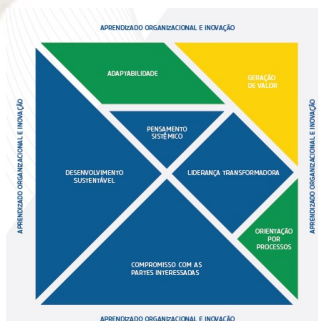 APRENDIZADO ORGANIZACIONAL E INOVAÇÃO
ADAPTABILIDADE
GERAÇÃO
DE VALOR
APRENDIZADO ORGANIZACIONAL E INOVAÇÃO
APRENDIZADO ORGANIZACIONAL E INOVAÇÃO
PENSAMENTO
SISTÊMICO
DESENVOLVIMENTO
SUSTENTÁVEL
LIDERANÇA TRANSFORMADORA
ORIENTAÇÃO
POR
PROCESSOS
COMPROMISSO COM AS
PARTES INTERESSADAS
APRENDIZADO ORGANIZACIONAL E INOVAÇÃO